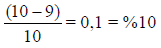 (10 − 9)/10 = 0,1 = %10